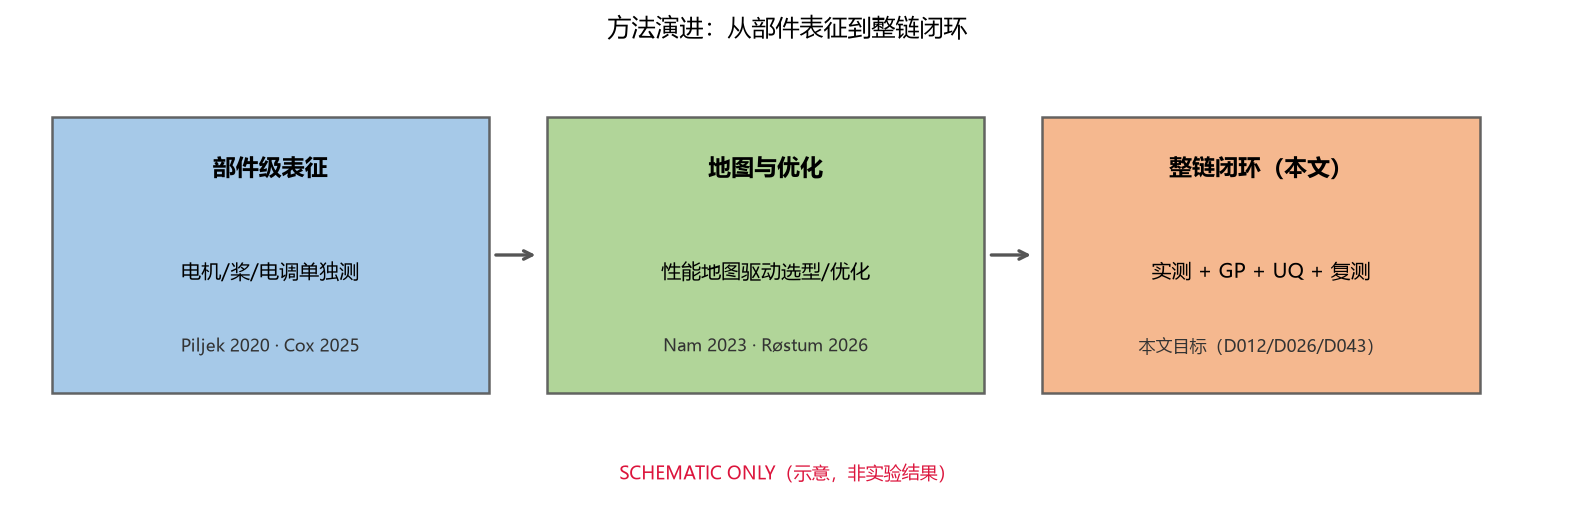 方法演进：从部件表征到整链闭环
部件级表征
电机/桨/电调单独测
Piljek 2020 · Cox 2025
地图与优化
性能地图驱动选型/优化
Nam 2023 · Røstum 2026
整链闭环（本文）
实测 + GP + UQ + 复测
本文目标（D012/D026/D043）
SCHEMATIC ONLY（示意，非实验结果）